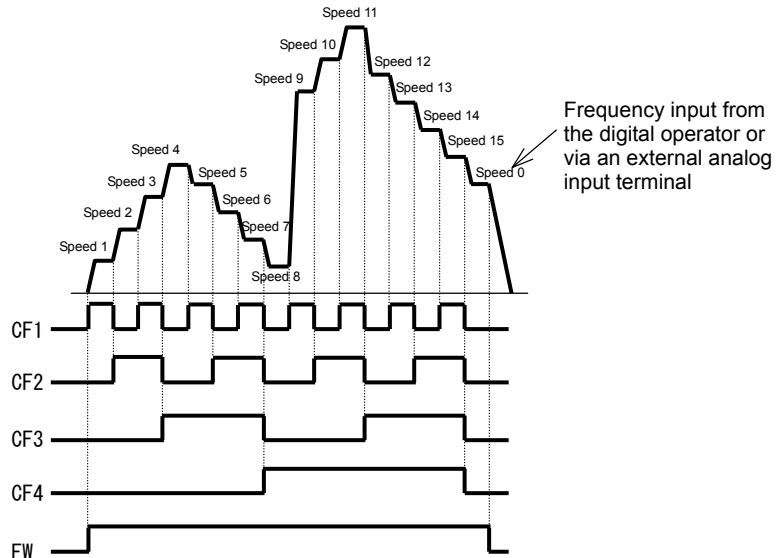 Speed 11
Speed 10
Speed 12
Speed 9
Speed 13
Speed 14
Speed 15
Speed 0
Frequency input from
the digital operator or
via an external analog
input terminal
Speed 4
Speed 3
Speed 5
Speed 2
Speed 6
Speed 1
Speed 7
Speed 8
CF1
CF2
CF3
CF4
FW